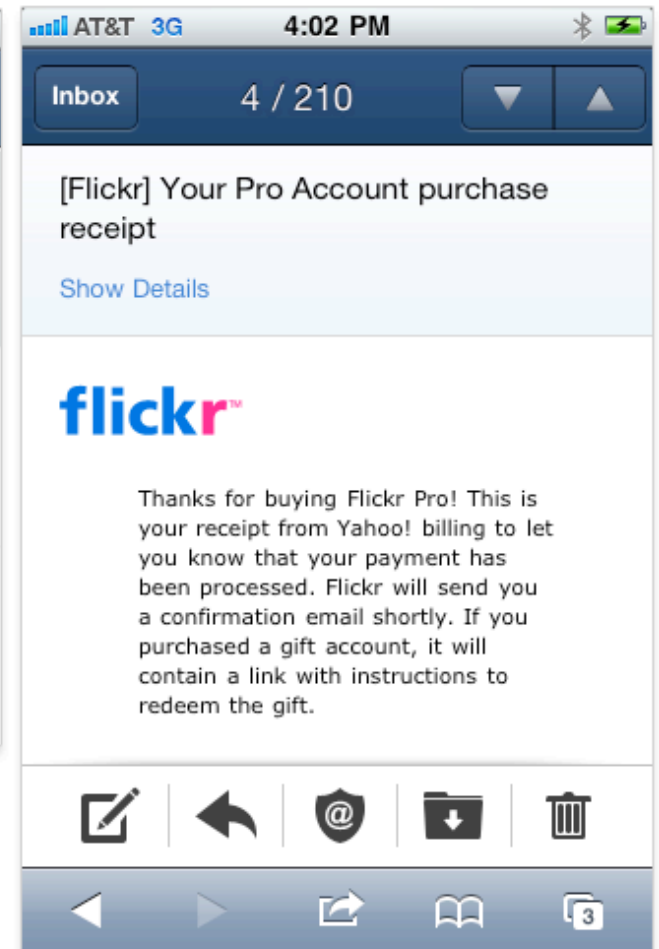 AT&T 3G 4:02 PM
Inbox 4 / 210
[Flickr] Your Pro Account purchase
receipt
Show Details
flickr™
Thanks for buying Flickr Pro! This is
your receipt from Yahoo! billing to let
you know that your payment has
been processed. Flickr will send you
a confirmation email shortly. If you
purchased a gift account, it will
contain a link with instructions to
redeem the gift.
@
3